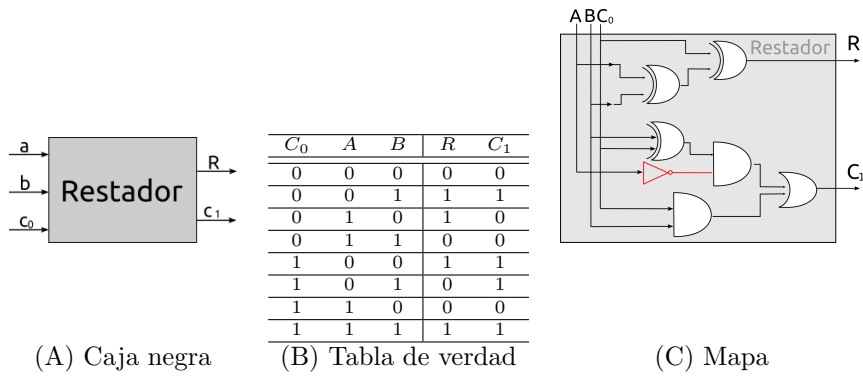 a
b
c₀
Restador
R
c₁
(A) Caja negra
C₀ A B R C₁
0 0 0 0 0
0 0 1 1 1
0 1 0 1 0
0 1 1 0 0
1 0 0 1 1
1 0 1 0 1
1 1 0 0 0
1 1 1 1 1
(B) Tabla de verdad
A B C₀
Restador
R
C₁
(C) Mapa